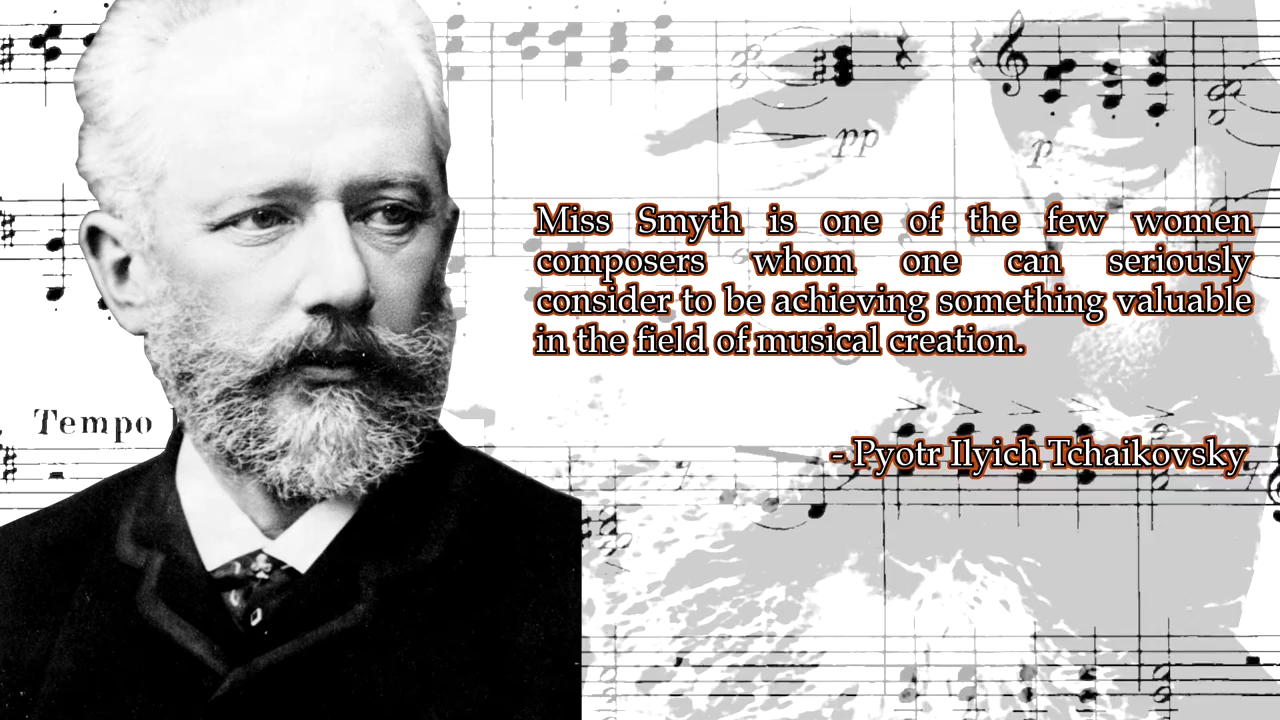 pp
p
Miss Smyth is one of the few women
composers whom one can seriously
consider to be achieving something valuable
in the field of musical creation.
Tempo
- Pyotr Ilyich Tchaikovsky